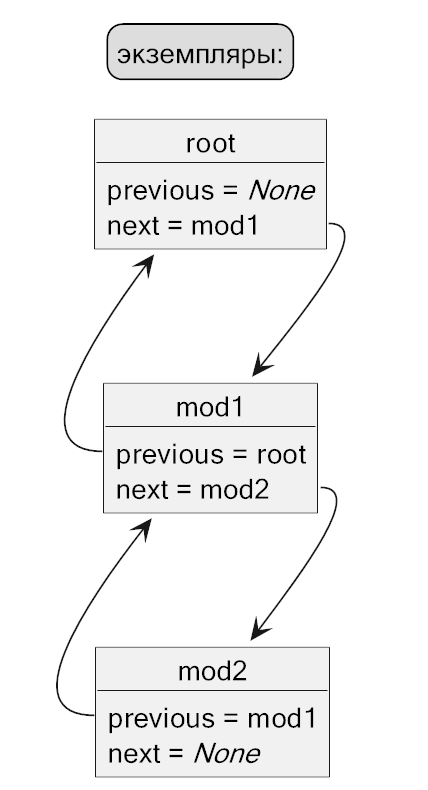 экземпляры:
root
previous = None
next = mod1
mod1
previous = root
next = mod2
mod2
previous = mod1
next = None